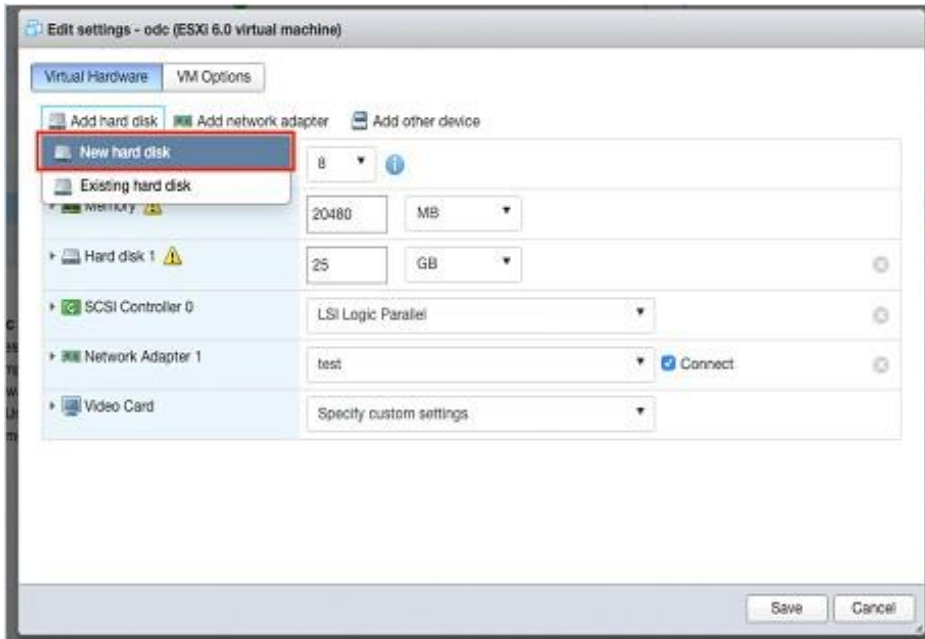 Edit settings - odc (ESXi 6.0 virtual machine)
Virtual Hardware VM Options
Add hard disk Add network adapter Add other device
New hard disk 8
Existing hard disk
Memory 20480 MB
Hard disk 1 25 GB
SCSI Controller 0 LSI Logic Parallel
Network Adapter 1 test Connect
Video Card Specify custom settings
Save Cancel